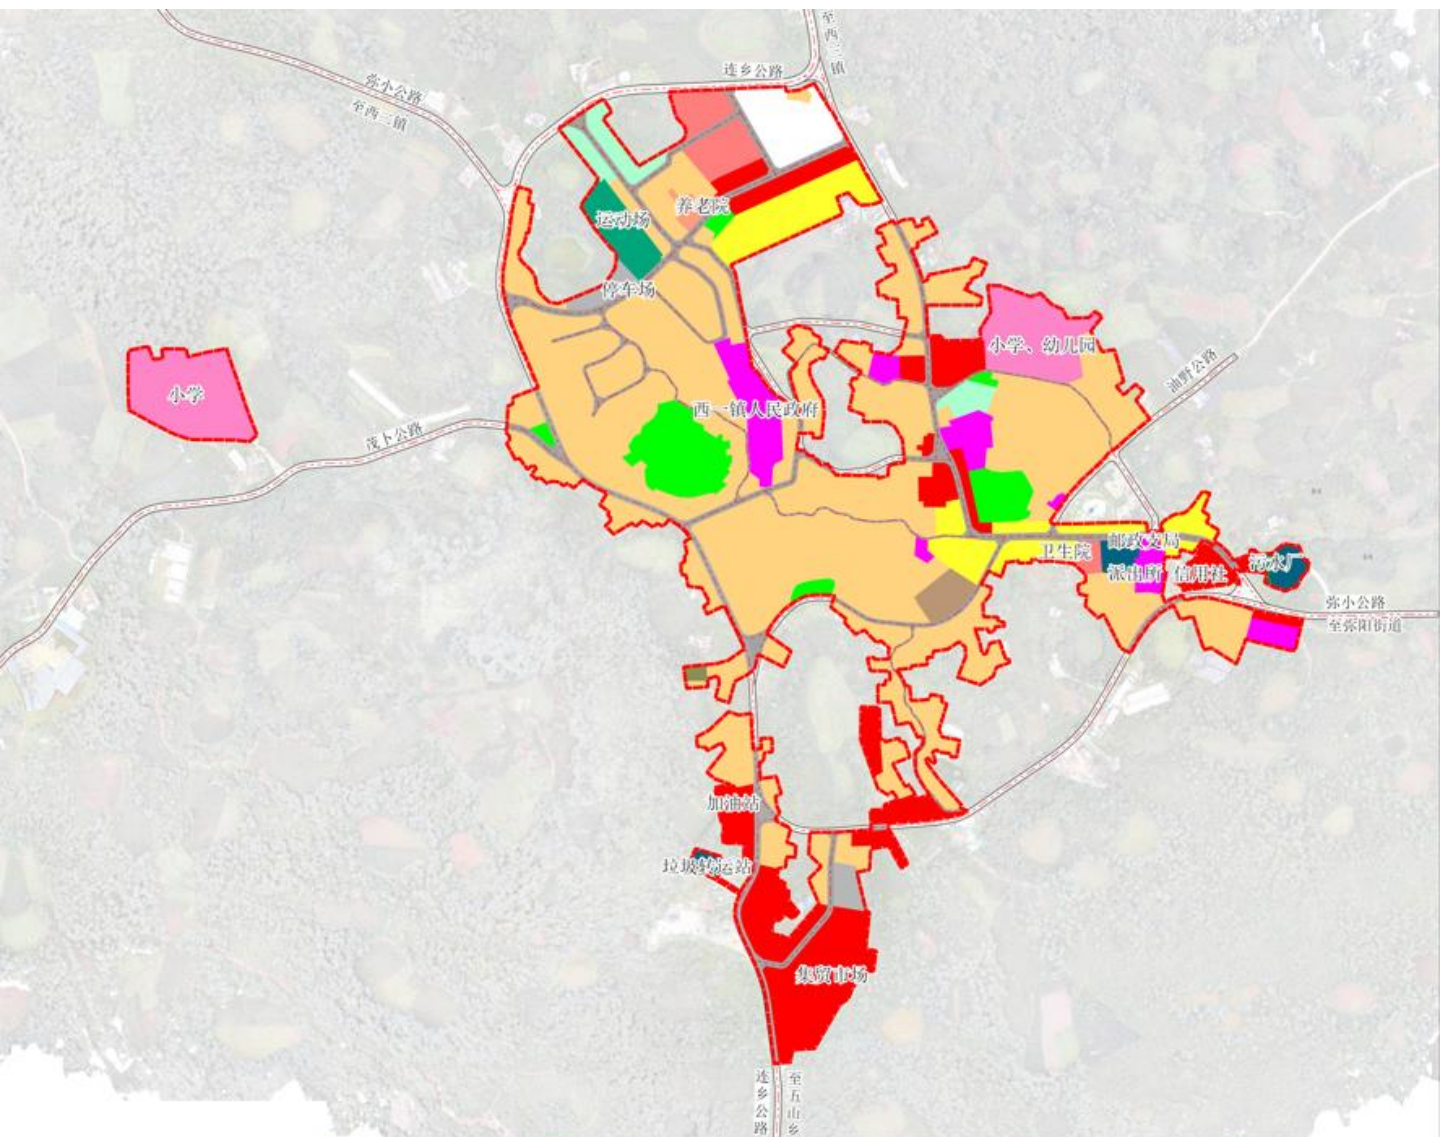 至西三镇
连乡公路
弥小公路
至西二镇
养老院
运动场
停车场
小学、幼儿园
油野公路
小学
西一镇人民政府
茂卜公路
邮政支局
卫生院
污水厂
派出所
信用社
弥小公路
至弥阳街道
加油站
垃圾转运站
集贸市场
连乡公路
至五山乡